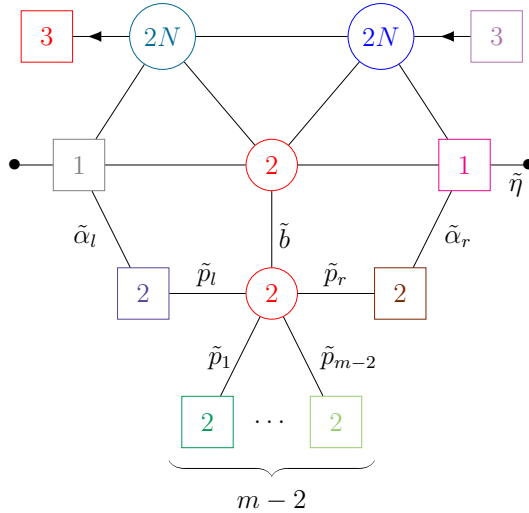 3 2N 2N 3
1 2 1
η̃
α̃_l b̃ α̃_r
2 p̃_l 2 p̃_r 2
p̃_1 p̃_{m−2}
2 ⋯ 2
m − 2